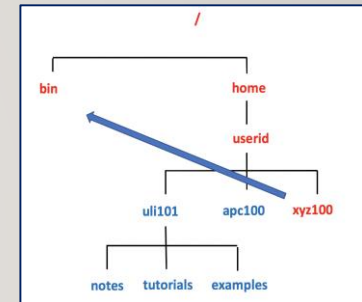 /
bin home
userid
uli101 apc100 xyz100
notes tutorials examples